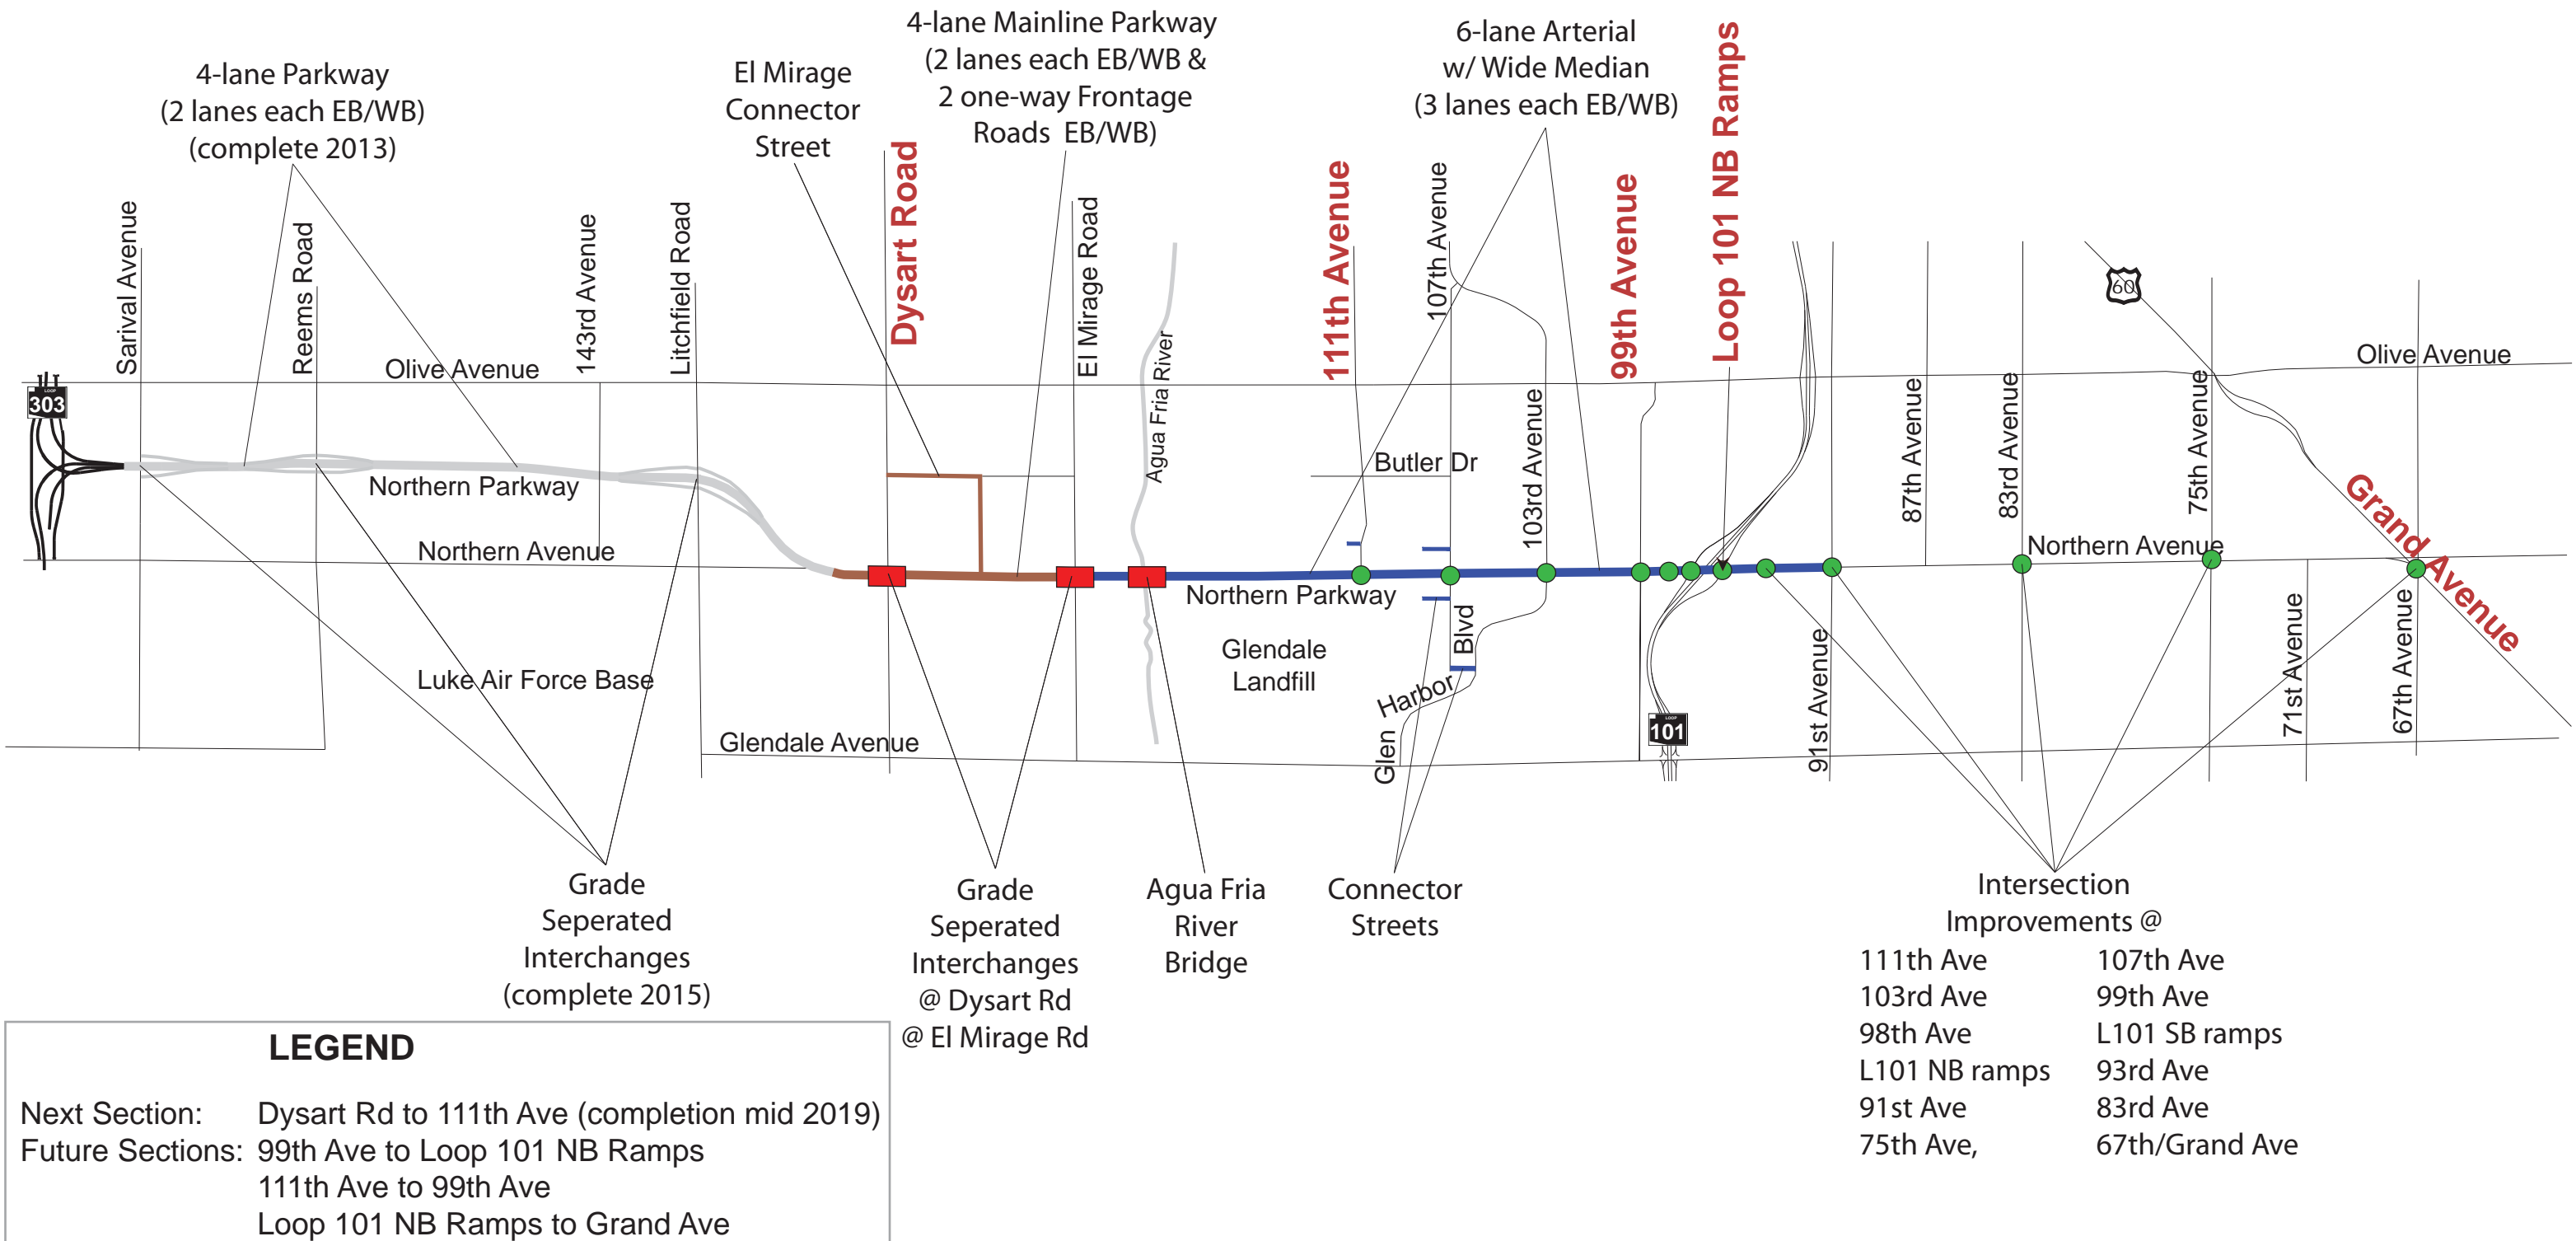 4-lane Parkway
(2 lanes each EB/WB)
(complete 2013)
El Mirage
Connector
Street
4-lane Mainline Parkway
(2 lanes each EB/WB &
2 one-way Frontage
Roads EB/WB)
6-lane Arterial
w/ Wide Median
(3 lanes each EB/WB)
Sarival Avenue
Reems Road
143rd Avenue
Litchfield Road
Dysart Road
El Mirage Road
Agua Fria River
111th Avenue
107th Avenue
103rd Avenue
99th Avenue
Loop 101 NB Ramps
87th Avenue
83rd Avenue
60
75th Avenue
Olive Avenue
Olive Avenue
LOOP
303
Northern Parkway
Northern Avenue
Butler Dr
Northern Avenue
Grand Avenue
Northern Parkway
Luke Air Force Base
Glendale
Landfill
Glen Harbor Blvd
LOOP
101
91st Avenue
71st Avenue
67th Avenue
Glendale Avenue
Grade
Seperated
Interchanges
(complete 2015)
Grade
Seperated
Interchanges
@ Dysart Rd
@ El Mirage Rd
Agua Fria
River
Bridge
Connector
Streets
Intersection
Improvements @
111th Ave 107th Ave
103rd Ave 99th Ave
98th Ave L101 SB ramps
L101 NB ramps 93rd Ave
91st Ave 83rd Ave
75th Ave, 67th/Grand Ave
LEGEND
Next Section: Dysart Rd to 111th Ave (completion mid 2019)
Future Sections: 99th Ave to Loop 101 NB Ramps
111th Ave to 99th Ave
Loop 101 NB Ramps to Grand Ave